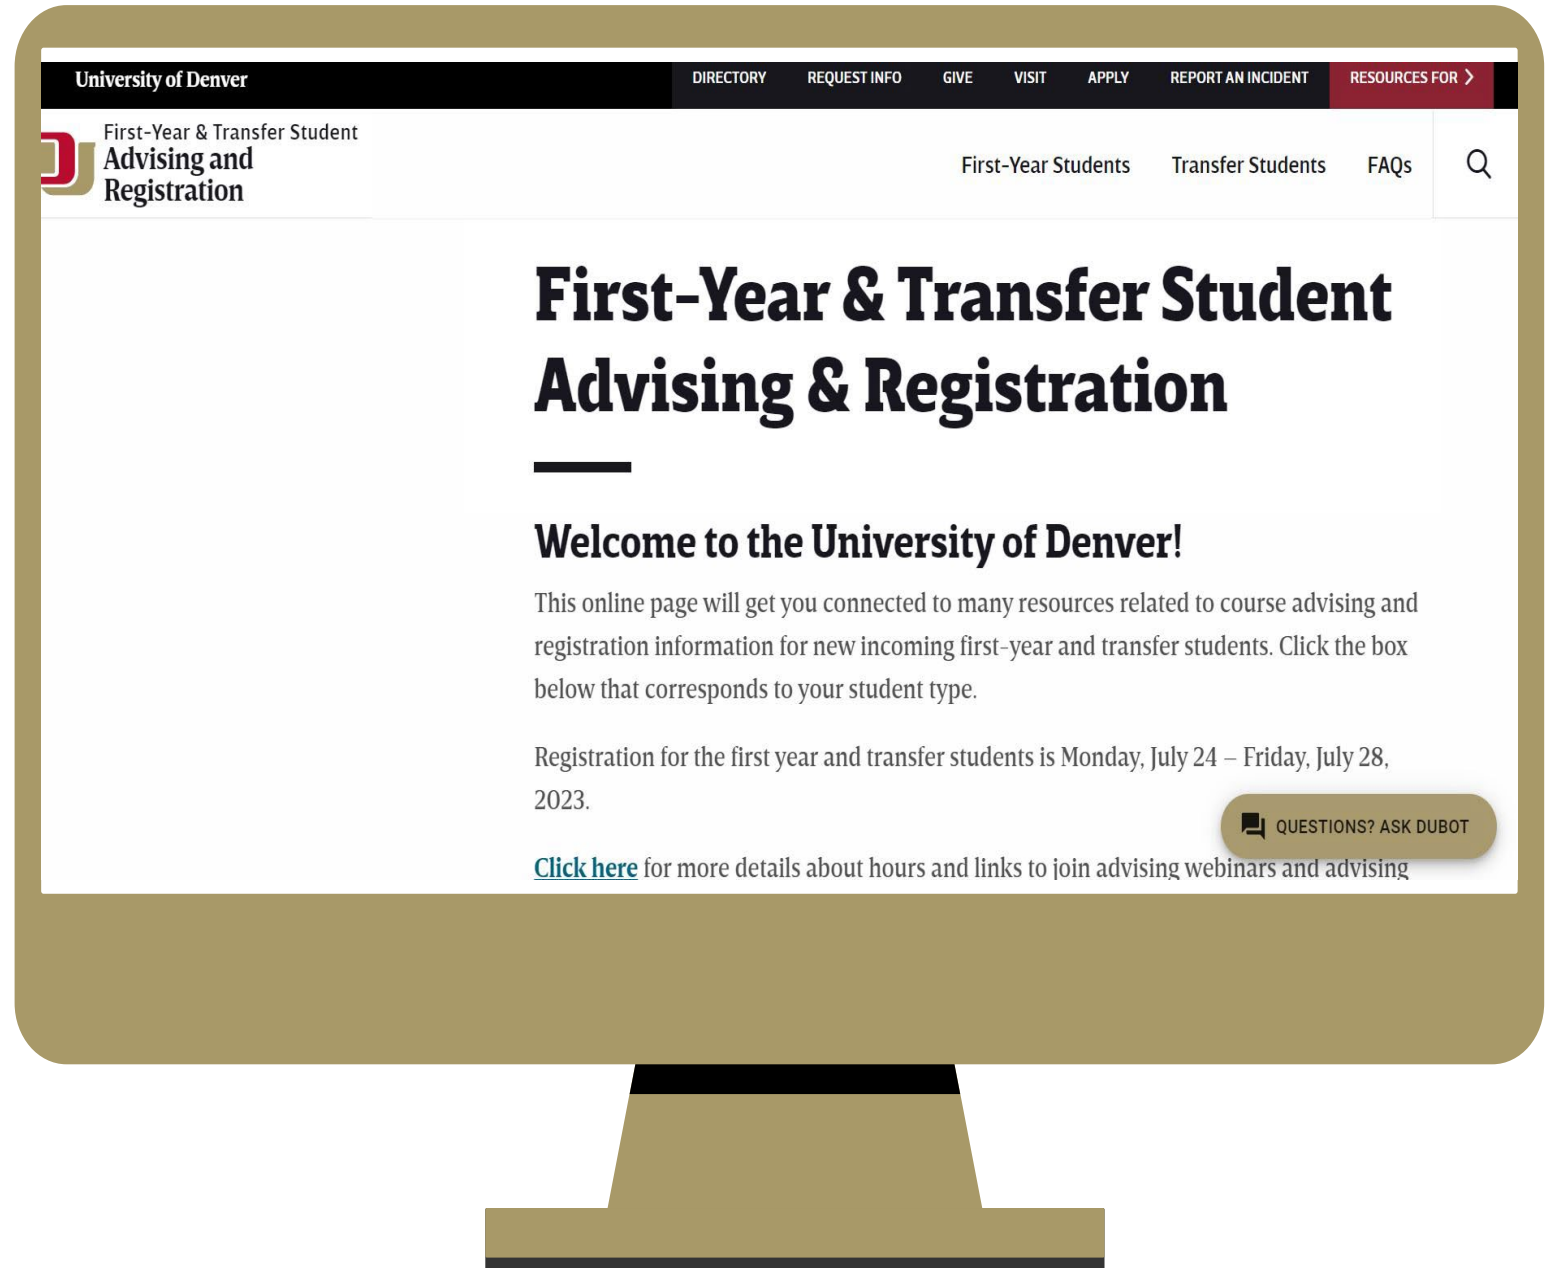 University of Denver
DIRECTORY REQUEST INFO GIVE VISIT APPLY REPORT AN INCIDENT RESOURCES FOR
First-Year & Transfer Student
Advising and
Registration
First-Year Students Transfer Students FAQs
First-Year & Transfer Student
Advising & Registration
Welcome to the University of Denver!
This online page will get you connected to many resources related to course advising and
registration information for new incoming first-year and transfer students. Click the box
below that corresponds to your student type.
Registration for the first year and transfer students is Monday, July 24 – Friday, July 28,
2023.
QUESTIONS? ASK DUBOT
Click here for more details about hours and links to join advising webinars and advising